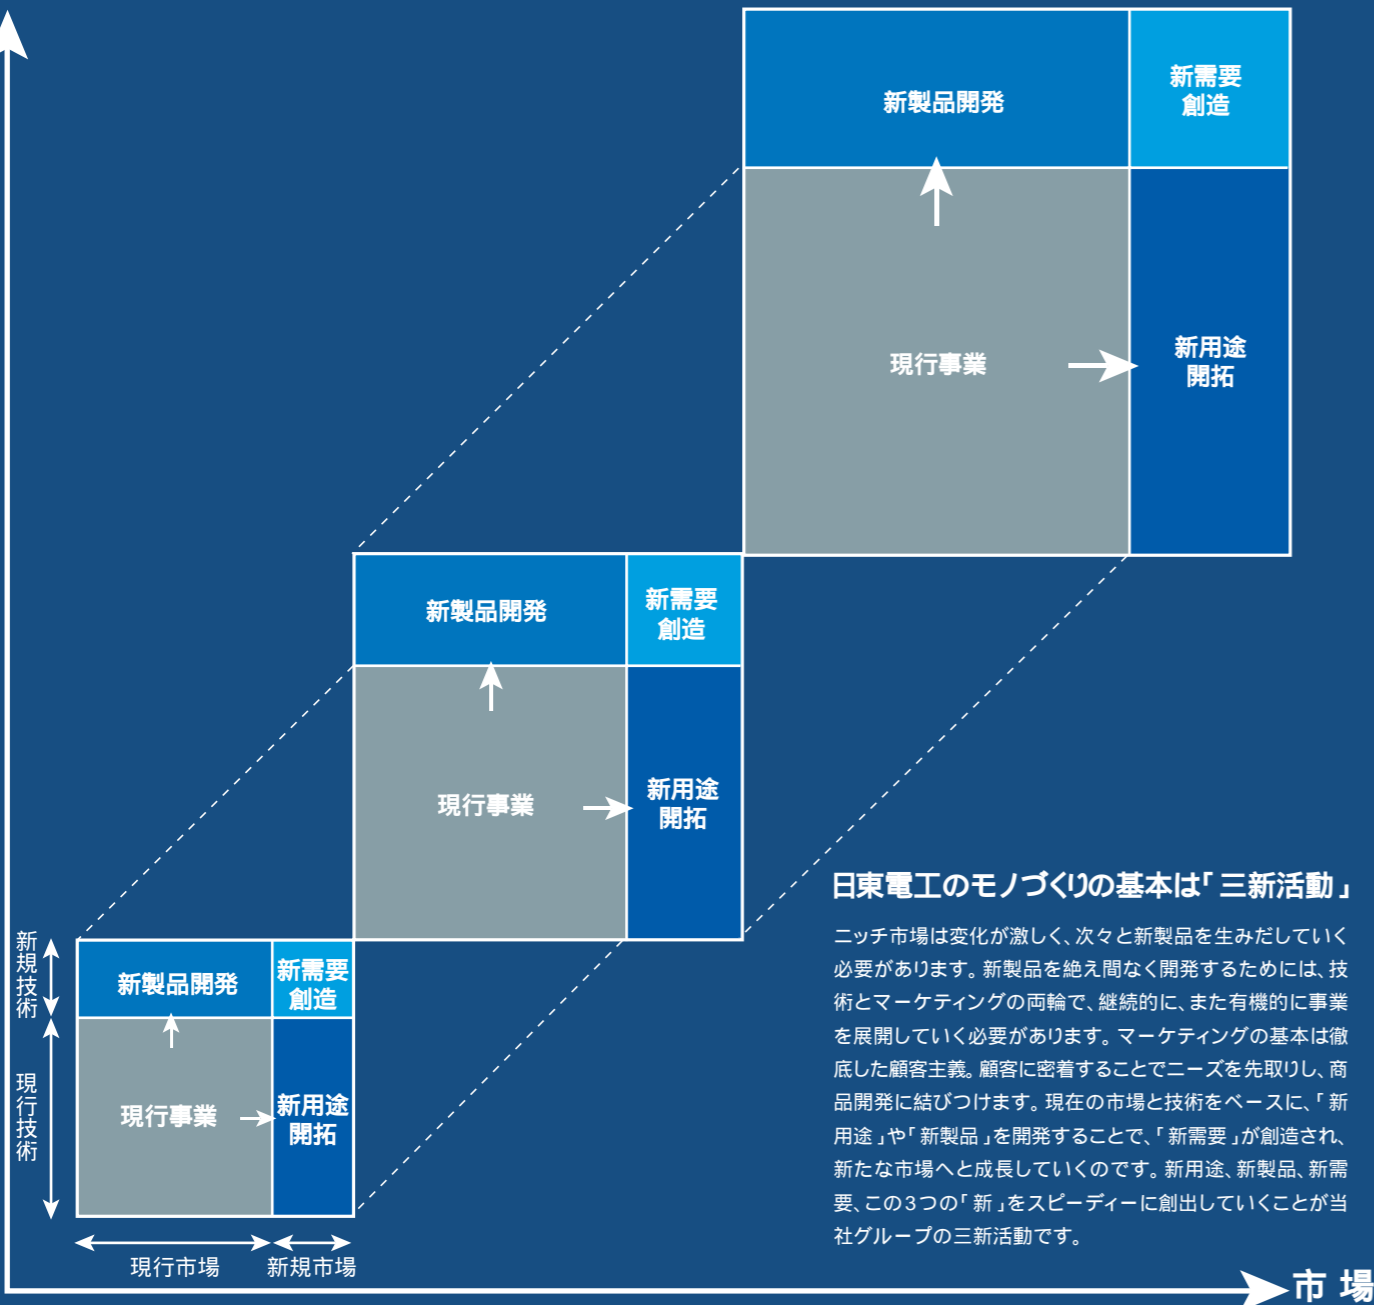 新製品開発
新需要
創造
現行事業
新用途
開拓
新製品開発
新需要
創造
現行事業
新用途
開拓
日東電工のモノづくりの基本は「三新活動」
ニッチ市場は変化が激しく、次々と新製品を生みだしていく
必要があります。新製品を絶え間なく開発するためには、技
術とマーケティングの両輪で、継続的に、また有機的に事業
を展開していく必要があります。マーケティングの基本は徹
底した顧客主義。顧客に密着することでニーズを先取りし、商
品開発に結びつけます。現在の市場と技術をベースに、「新
用途」や「新製品」を開発することで、「新需要」が創造され、
新たな市場へと成長していくのです。新用途、新製品、新需
要、この3つの「新」をスピーディーに創出していくことが当
社グループの三新活動です。
新規技術
新製品開発
新需要
創造
現行技術
現行事業
新用途
開拓
現行市場
新規市場
市場